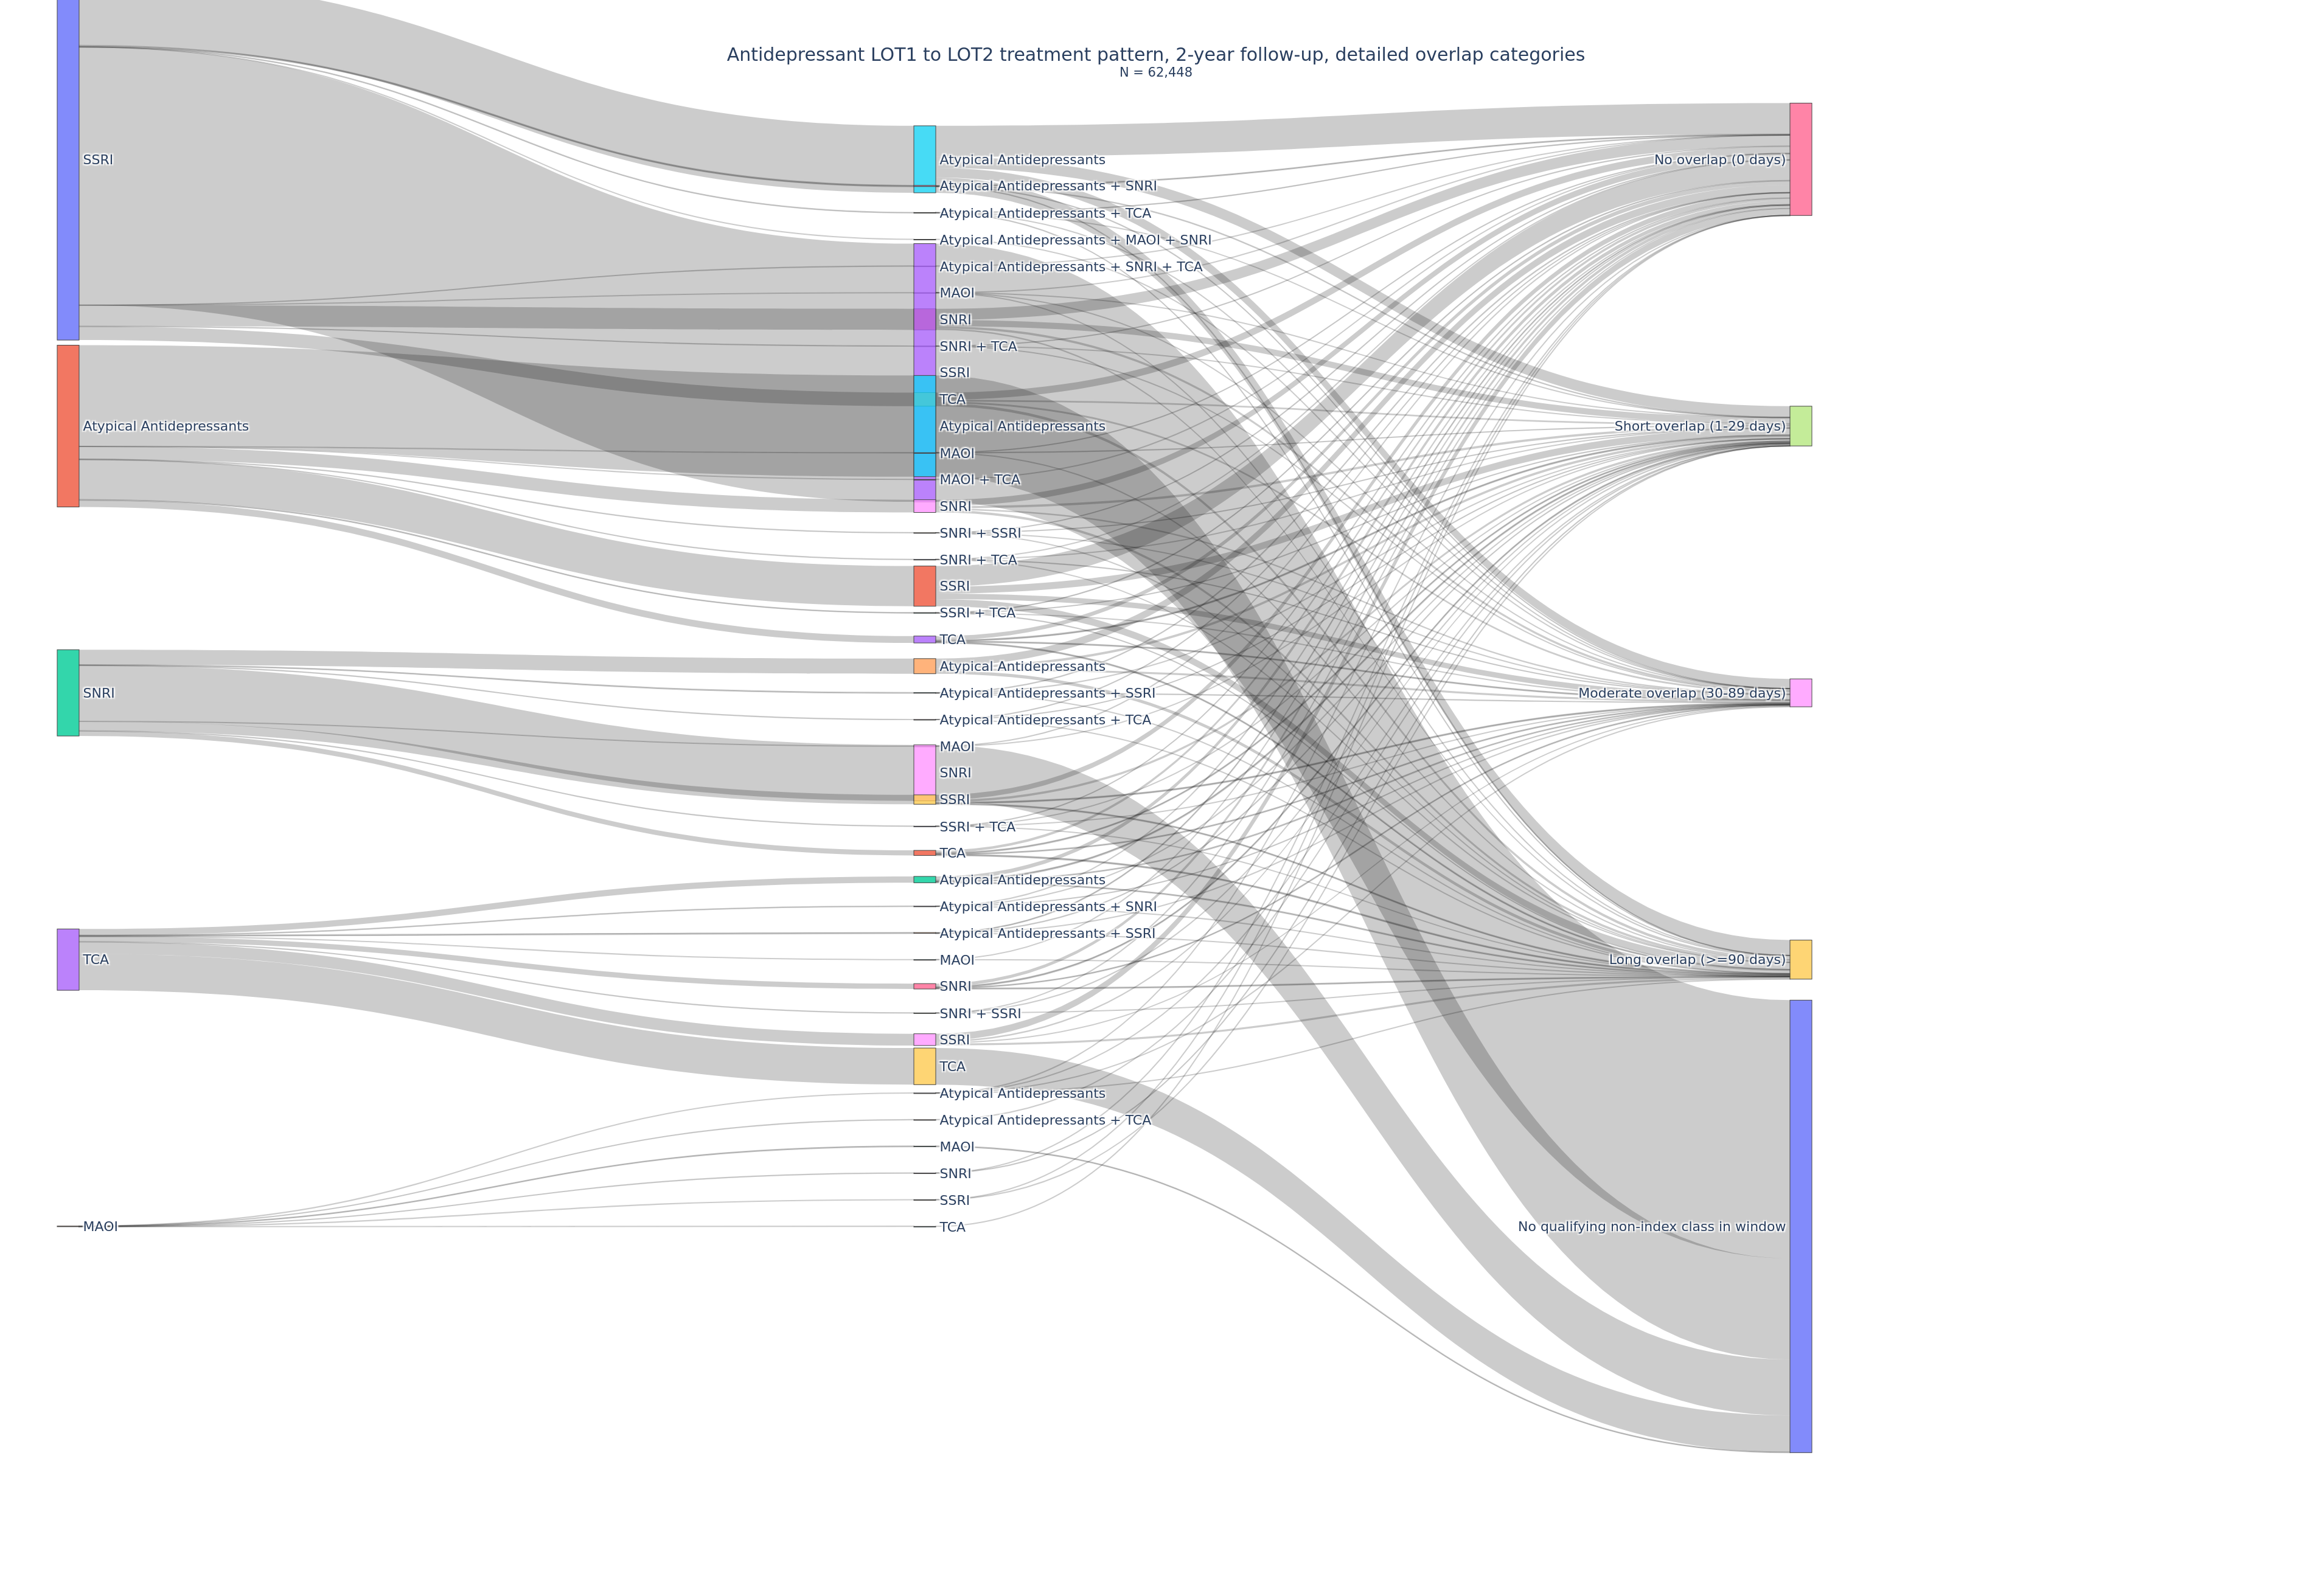 Antidepressant LOT1 to LOT2 treatment pattern, 2-year follow-up, detailed overlap categories
N = 62,448
SSRI
Atypical Antidepressants
SNRI
TCA
MAOI
Atypical Antidepressants
Atypical Antidepressants + SNRI
Atypical Antidepressants + TCA
Atypical Antidepressants + MAOI + SNRI
Atypical Antidepressants + SNRI + TCA
MAOI
SNRI
SNRI + TCA
SSRI
TCA
Atypical Antidepressants
MAOI
MAOI + TCA
SNRI
SNRI + SSRI
SNRI + TCA
SSRI
SSRI + TCA
TCA
Atypical Antidepressants
Atypical Antidepressants + SSRI
Atypical Antidepressants + TCA
MAOI
SNRI
SSRI
SSRI + TCA
TCA
Atypical Antidepressants
Atypical Antidepressants + SNRI
Atypical Antidepressants + SSRI
MAOI
SNRI
SNRI + SSRI
SSRI
TCA
Atypical Antidepressants
Atypical Antidepressants + TCA
MAOI
SNRI
SSRI
TCA
No overlap (0 days)
Short overlap (1-29 days)
Moderate overlap (30-89 days)
Long overlap (>=90 days)
No qualifying non-index class in window